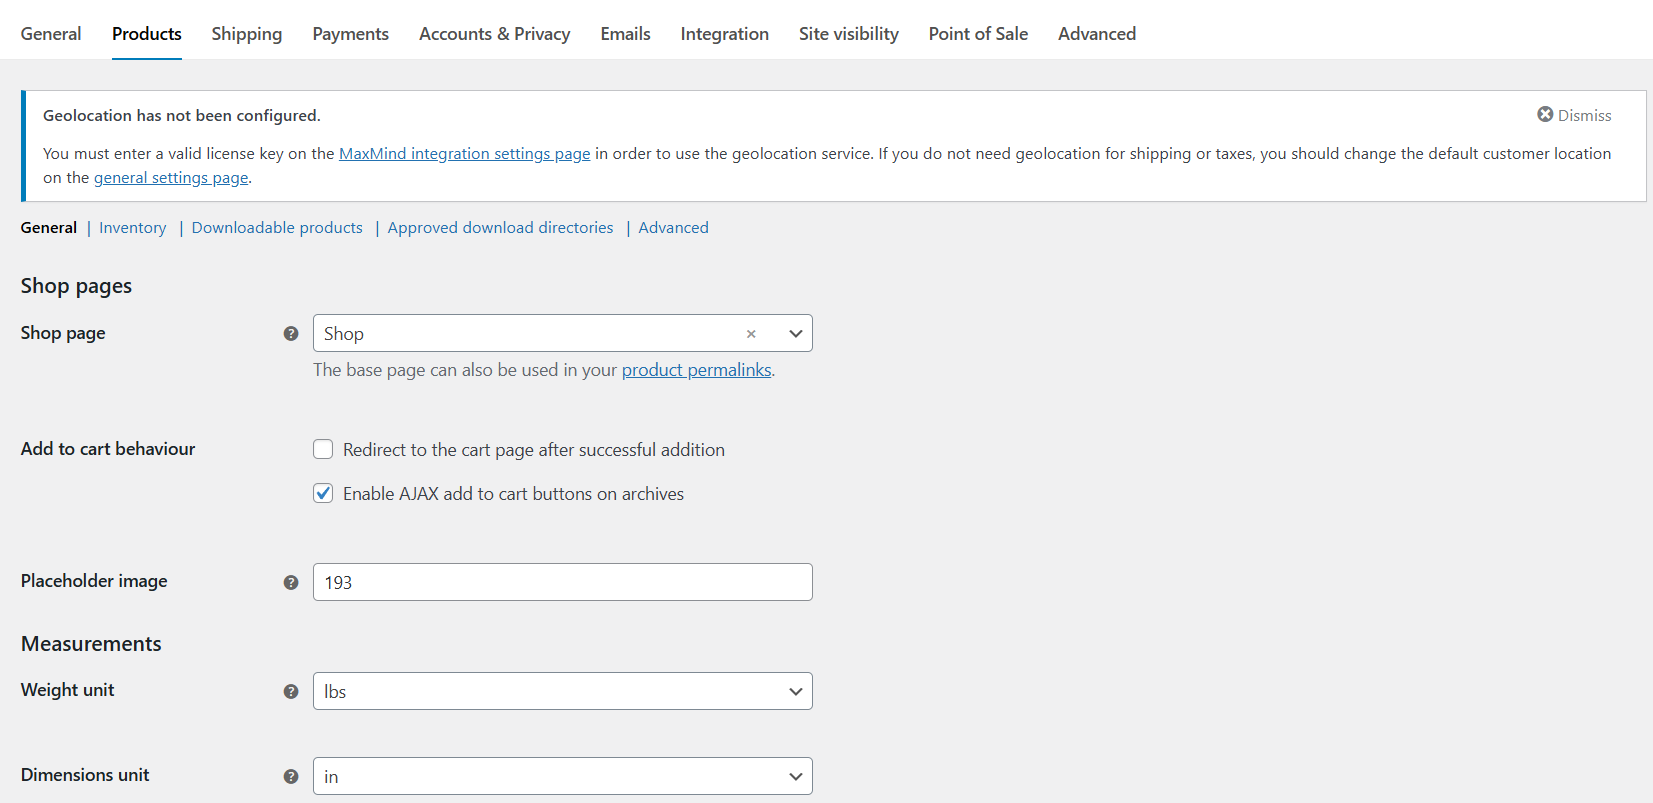 General Products Shipping Payments Accounts & Privacy Emails Integration Site visibility Point of Sale Advanced
Geolocation has not been configured. Dismiss
You must enter a valid license key on the MaxMind integration settings page in order to use the geolocation service. If you do not need geolocation for shipping or taxes, you should change the default customer location
on the general settings page.
General | Inventory | Downloadable products | Approved download directories | Advanced
Shop pages
Shop page ? Shop ×
The base page can also be used in your product permalinks.
Add to cart behaviour Redirect to the cart page after successful addition
Enable AJAX add to cart buttons on archives
Placeholder image ? 193
Measurements
Weight unit ? lbs
Dimensions unit ? in